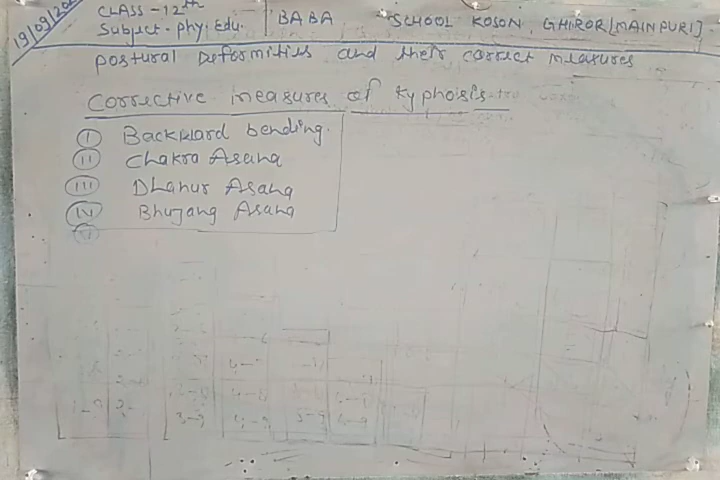 19/09/20
CLASS - 12th
Subject - phy. Edu.
BABA SCHOOL KOSON, GHIROR [MAINPURI]
postural Deformities and their correct measures
Corrective measures of Kyphosis
I Backward bending.
II Chakra Asana
III Dhanur Asana
IV Bhujang Asana
V